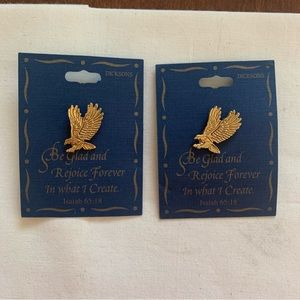 DICKSONS
Be Glad and
Rejoice Forever
In what I Create.
Isaiah 65:18
DICKSONS
Be Glad and
Rejoice Forever
In what I Create.
Isaiah 65:18